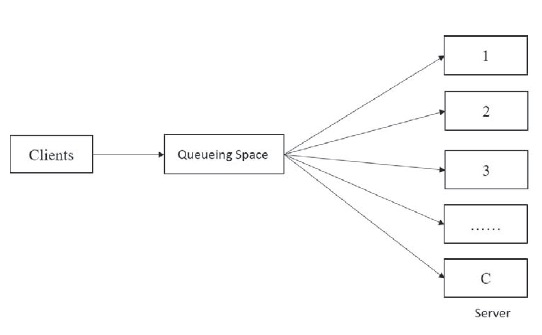 1
2
Clients
Queueing Space
3
......
C
Server